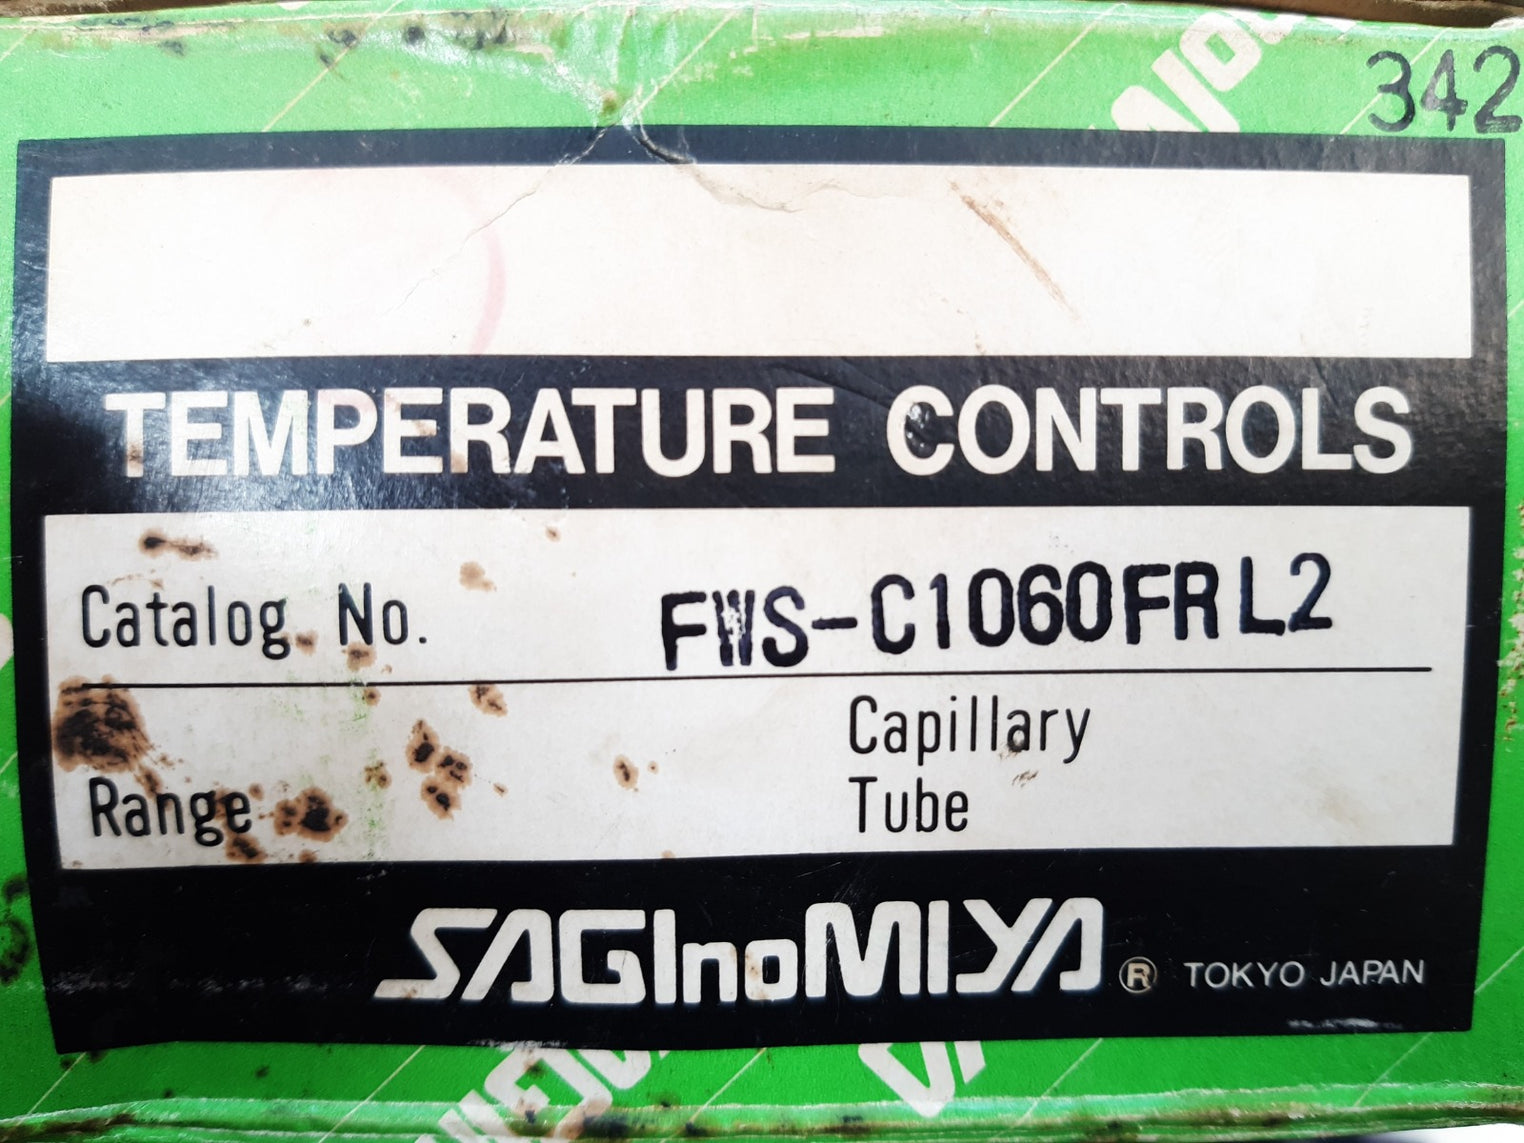 342
TEMPERATURE CONTROLS
Catalog No. FWS-C1060FRL2
Range
Capillary
Tube
SAGInoMIYA ® TOKYO JAPAN